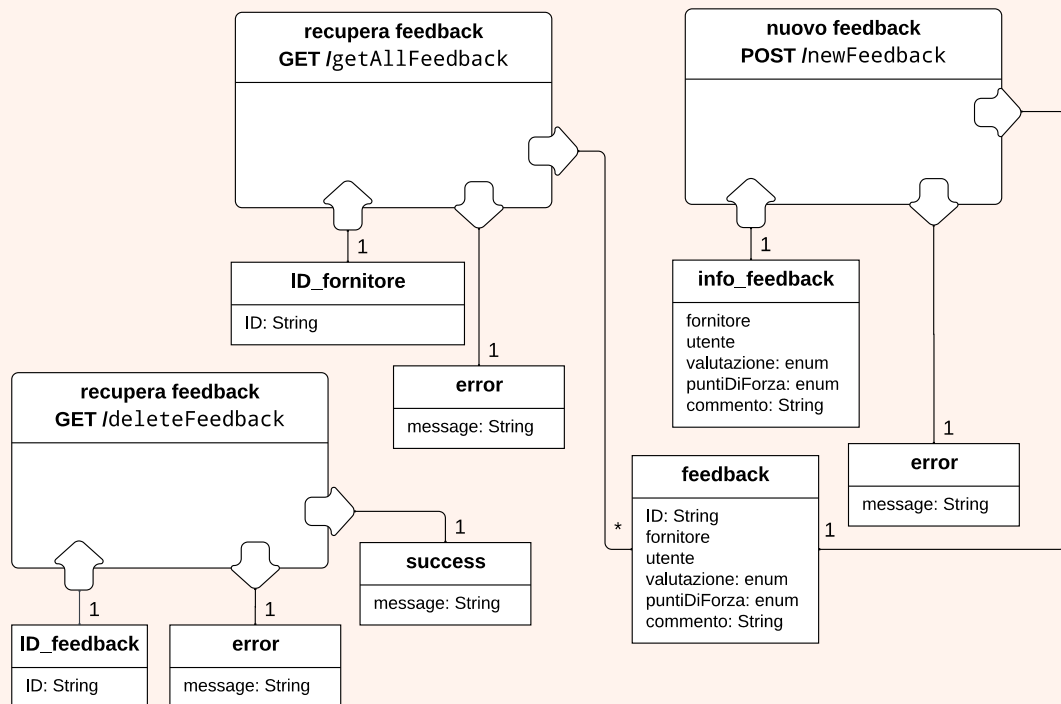 recupera feedback
GET /getAllFeedback
1
ID_fornitore
ID: String
1
error
message: String
nuovo feedback
POST /newFeedback
1
info_feedback
fornitore
utente
valutazione: enum
puntiDiForza: enum
commento: String
1
error
message: String
recupera feedback
GET /deleteFeedback
1
success
message: String
1
ID_feedback
ID: String
1
error
message: String
*
feedback
1
ID: String
fornitore
utente
valutazione: enum
puntiDiForza: enum
commento: String